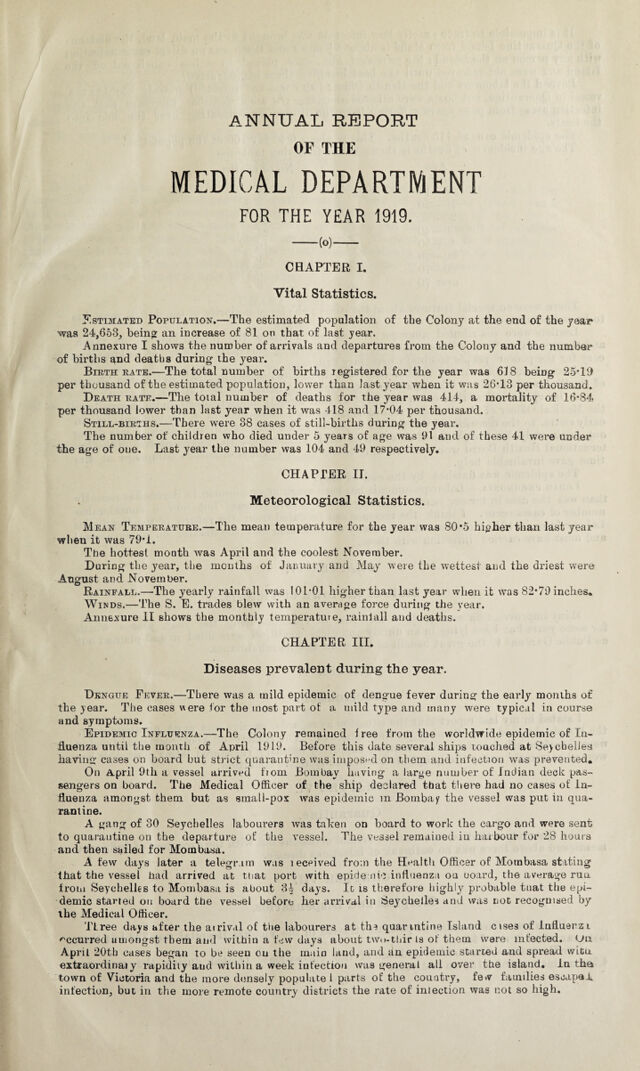 ANNUAL REPORT
OF THE
MEDICAL DEPARTMENT
FOR THE YEAR 1919.
——(o)——
CHAPTER I.
Vital Statistics.
ESTIMATED POPULATION.—The estimated population of the Colony at the end of the year
was 24,653, being an increase of 81 on that of last year.
Annexure I shows the number of arrivals and departures from the Colony and the number
of births and deaths during the year.
BIRTH RATE.—The total number of births registered for the year was 618 being 25·19
per thousand of the estimated population, lower than last year when it was 26·13 per thousand.
DEATH RATE.—The total number of deaths for the year was 414, a mortality of 16·84
per thousand lower than last year when it was 418 and 17·04 per thousand.
STILL-BIRTHS.—There were 38 cases of still-births during the year.
The number of children who died under 5 years of age was 91 and of these 41 were under
the age of one. Last year the number was 104 and 49 respectively.
CHAPTER II.
Meteorological Statistics.
MEAN TEMPERATURE.—The mean temperature for the year was 80·5 higher than last year
when it was 79·1.
The hottest month was April and the coolest November.
During the year, the months of January and May were the wettest and the driest were
August and November.
RAINFALL.—The yearly rainfall was 101·01 higher than last year when it was 82·79 inches.
WINDS.—The S. E. trades blew with an average force during the year.
Annexure II shows the monthly temperature, rainfall and deaths.
CHAPTER III.
Diseases prevalent during the year.
DENGUE FEVER.—There was a mild epidemic of dengue fever during the early months of
the year. The cases were for the most part of a mild type and many were typical in course
and symptoms.
EPIDEMIC INFLUENZA.—The Colony remained free from the worldwide epidemic of In-
fluenza until the month of April 1919. Before this date several ships touched at Seychelles
having cases on board but strict quarantine was imposed on them and infection was prevented.
On April 9th a vessel arrived from Bombay having a large number of Indian deck pas-
sengers on board. The Medical Officer of the ship declared that there had no cases of In-
fluenza amongst them but as small-pox was epidemic in Bombay the vessel was put in qua-
rantine.
A gang of 30 Seychelles labourers was taken on board to work the cargo and were sent
to quarantine on the departure of the vessel. The vessel remained in harbour for 28 hours
and then sailed for Mombasa.
A few days later a telegram was received from the Health Officer of Mombasa stating
that the vessel had arrived at that port with epidemic influenza on board, the average run
from Seychelles to Mombasa is about 3½ days. It is therefore highly probable that the epi-
demic started on board the vessel before her arrival in Seychelles and was not recognised by
the Medical Officer.
Three days after the arrival of the labourers at the quarantine Island cases of Influenza
occurred amongst them and within a few days about two-thirds of them were infected. On
April 20th cases began to be seen on the main land, and an epidemic started and spread with
extraordinary rapidity and within a week infection was general all over the island. In the
town of Victoria and the more densely populated parts of the country, few families escaped
infection, but in the more remote country districts the rate of infection was not so high.